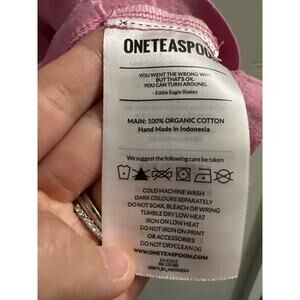 ONETEASPOON
YOU WENT THE WRONG WAY
BUT THAT'S OK.
YOU CAN TURN AROUND.
- Eddie Eagle Blakey
MAIN: 100% ORGANIC COTTON
Hand Made in Indonesia
We suggest the following care be taken
COLD MACHINE WASH
DARK COLOURS SEPARATELY
DO NOT SOAK, BLEACH OR WRING
TUMBLE DRY LOW HEAT
IRON ON LOW HEAT
DO NOT IRON ON PRINT
OR ACCESSORIES
DO NOT DRYCLEAN (X)
WWW.ONETEASPOON.COM